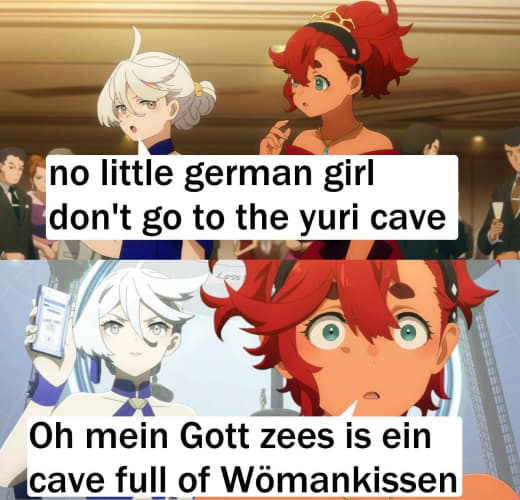 no little german girl
don't go to the yuri cave
Less
Oh mein Gott zees is ein
cave full of Wömankissen